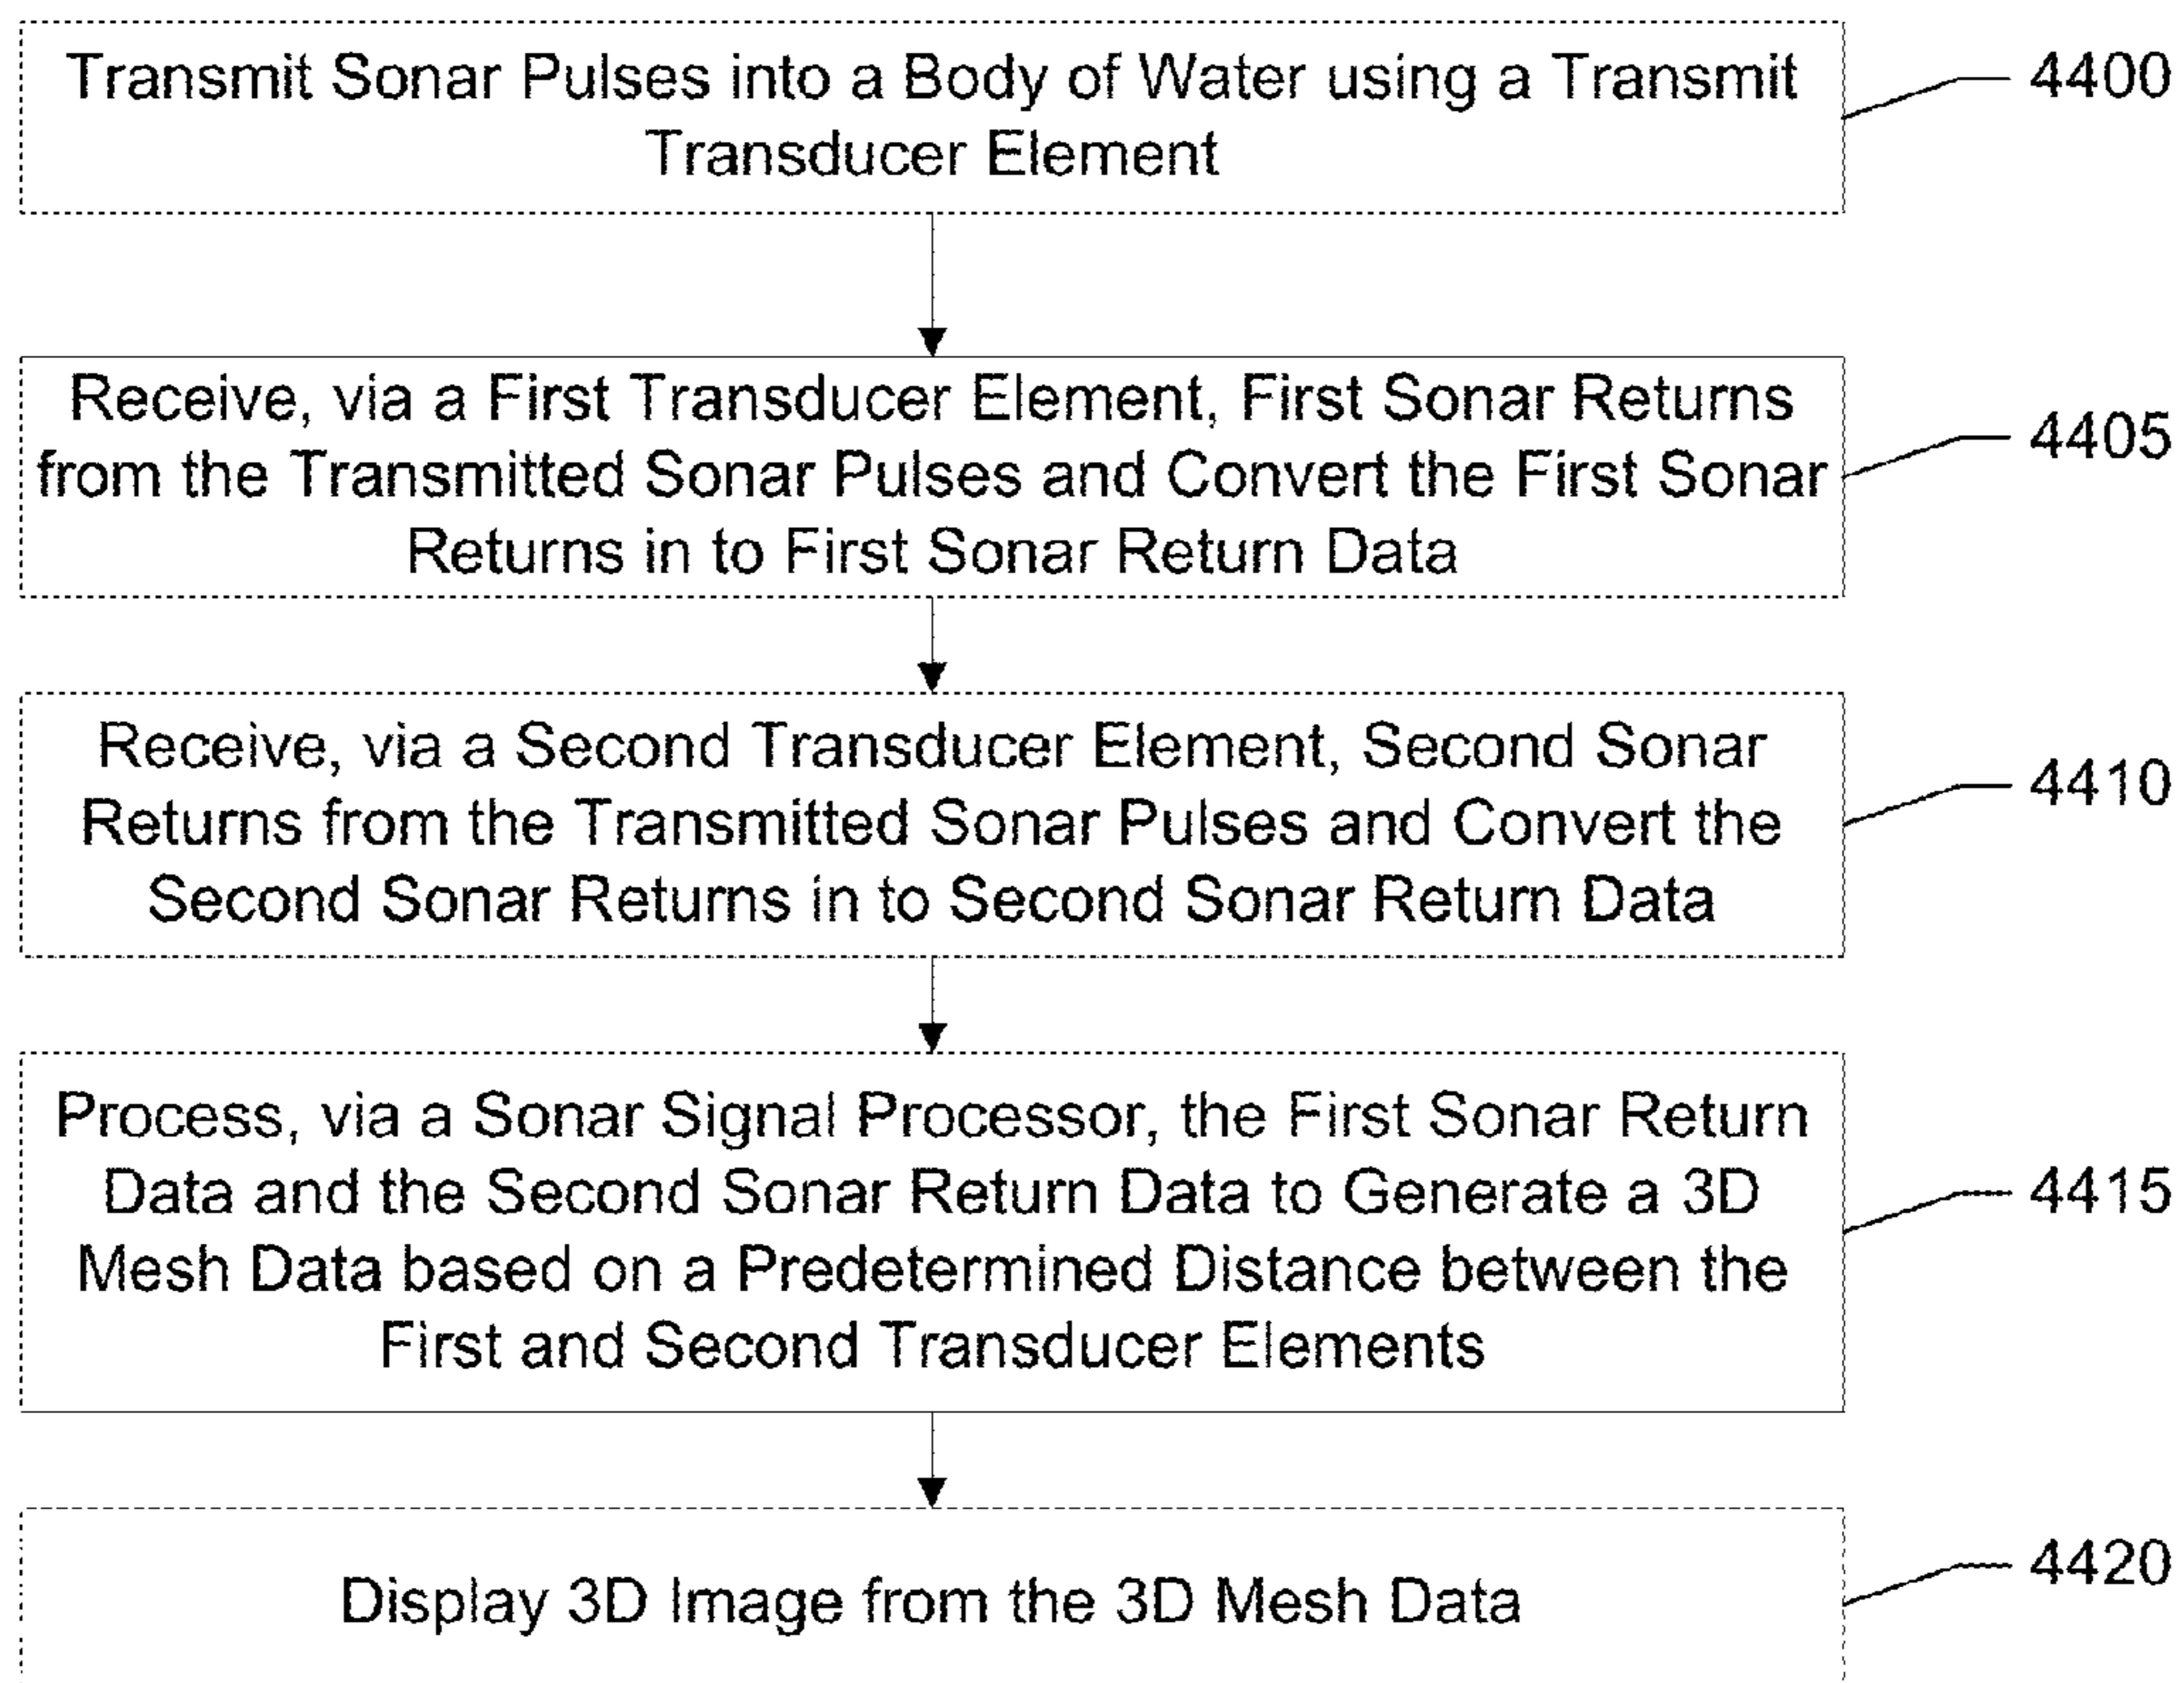 Transmit Sonar Pulses into a Body of Water using a Transmit
Transducer Element
4400
Receive, via a First Transducer Element, First Sonar Returns
from the Transmitted Sonar Pulses and Convert the First Sonar
Returns in to First Sonar Return Data
4405
Receive, via a Second Transducer Element, Second Sonar
Returns from the Transmitted Sonar Pulses and Convert the
Second Sonar Returns in to Second Sonar Return Data
4410
Process, via a Sonar Signal Processor, the First Sonar Return
Data and the Second Sonar Return Data to Generate a 3D
Mesh Data based on a Predetermined Distance between the
First and Second Transducer Elements
4415
Display 3D Image from the 3D Mesh Data
4420